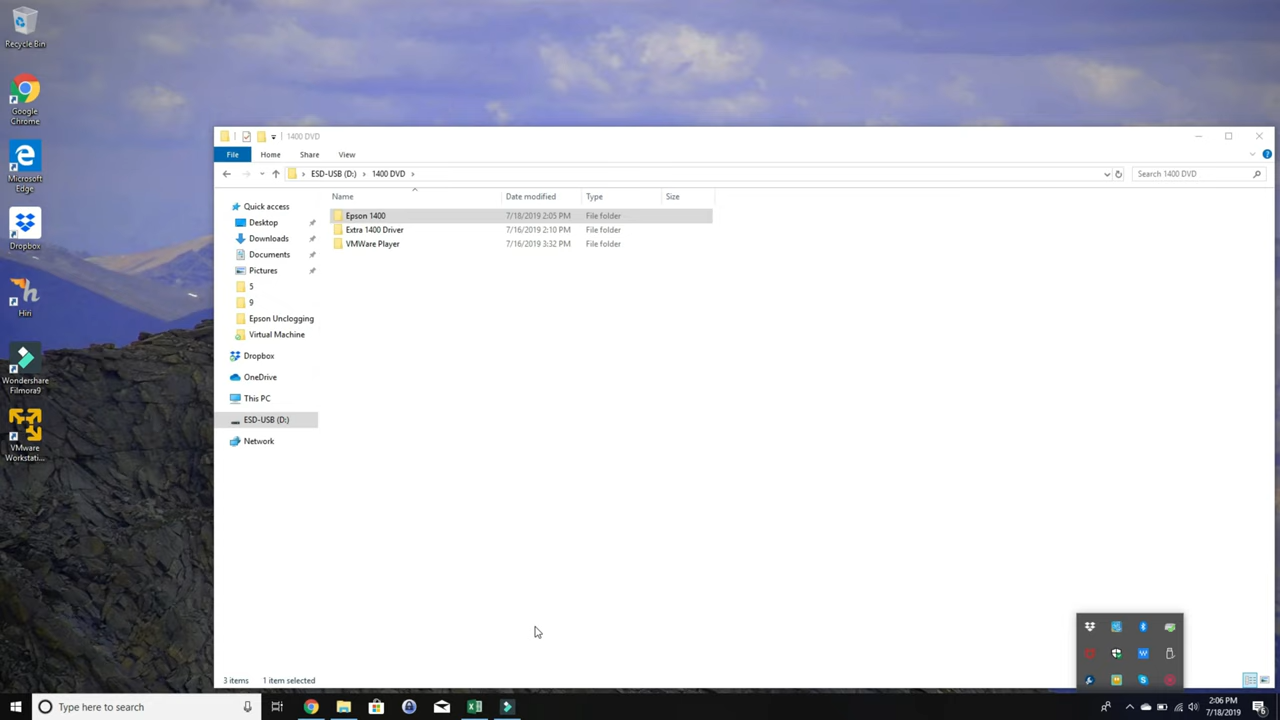 Recycle Bin
Google
Chrome
Microsoft
Edge
Dropbox
Hiri
Wondershare
Filmora9
VMware
Workstati...
1400 DVD
File
Home
Share
View
ESD-USB (D:)
1400 DVD
Search 1400 DVD
Name
Date modified
Type
Size
Quick access
Desktop
Downloads
Documents
Pictures
5
9
Epson Unclogging
Virtual Machine
Dropbox
OneDrive
This PC
ESD-USB (D:)
Network
Epson 1400 7/18/2019 2:05 PM File folder
Extra 1400 Driver 7/16/2019 2:10 PM File folder
VMWare Player 7/16/2019 3:32 PM File folder
3 items
1 item selected
Type here to search
2:06 PM
7/18/2019